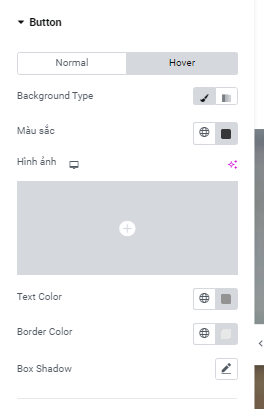 Button
Normal Hover
Background Type
Màu sắc
Hình ảnh
Text Color
Border Color
Box Shadow